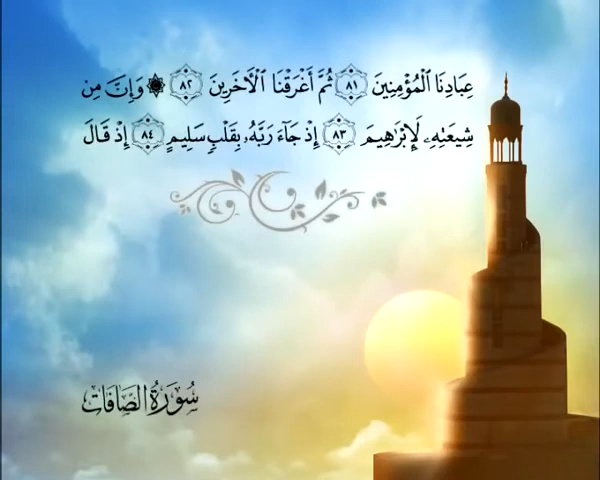 عِبَادِنَا ٱلْمُؤْمِنِينَ ٨١ ثُمَّ أَغْرَقْنَا ٱلْأٓخَرِينَ ٨٢ ۞ وَإِنَّ مِن
شِيعَتِهِۦ لَإِبْرَٰهِيمَ ٨٣ إِذْ جَآءَ رَبَّهُۥ بِقَلْبٍۢ سَلِيمٍ ٨٤ إِذْ قَالَ
سُورَةُ الصَّافَّات